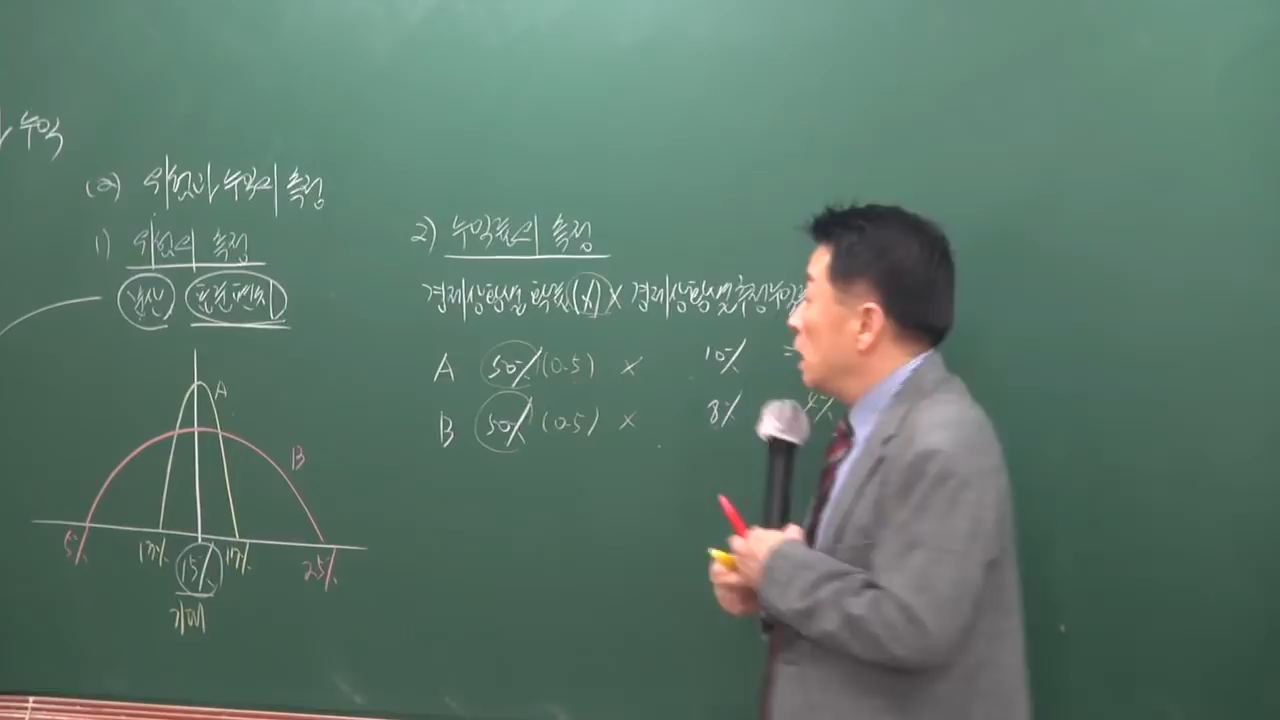 수익
(2) 위험과 수익의 측정
1) 위험의 측정
분산 표준편차
A
B
5%
13%
15%
17%
25%
기대
2) 수익률의 측정
경제상황별 확률(%) × 경제상황별 추정수익
A 50%(0.5) × 10% =
B 50%(0.5) × 8% 4%